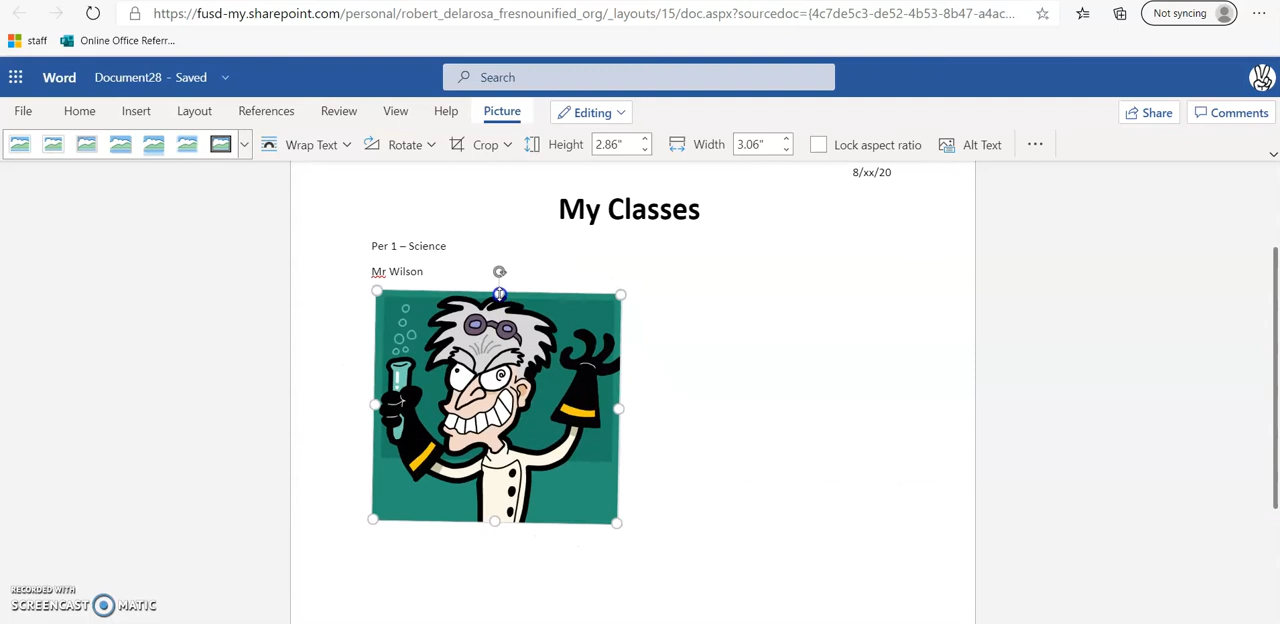 https://fusd-my.sharepoint.com/personal/robert_delarosa_fresnounified_org/_layouts/15/doc.aspx?sourcedoc={4c7de5c3-de52-4b53-8b47-a4ac...
Not syncing
staff
Online Office Referr...
Word
Document28 - Saved
Search
File
Home
Insert
Layout
References
Review
View
Help
Picture
Editing
Share
Comments
Wrap Text
Rotate
Crop
Height
2.86"
Width
3.06"
Lock aspect ratio
Alt Text
8/xx/20
My Classes
Per 1 – Science
Mr Wilson
RECORDED WITH
SCREENCAST MATIC